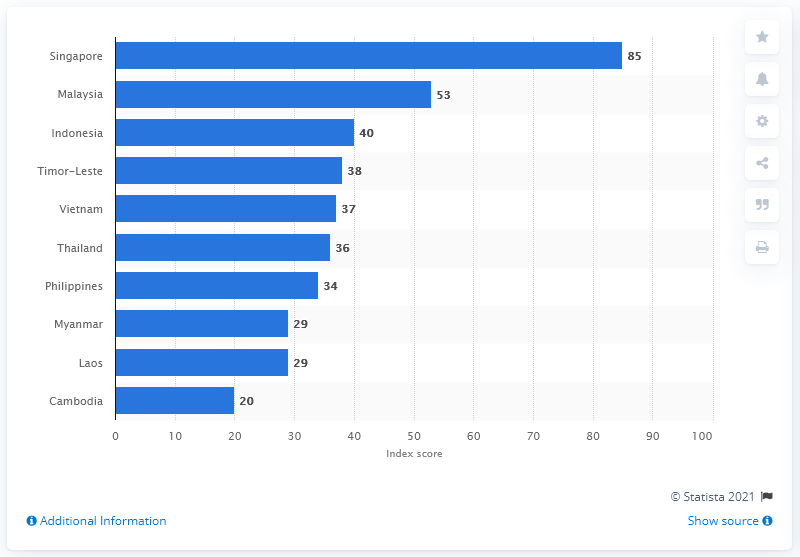 Singapore 85
Malaysia 53
Indonesia 40
Timor-Leste 38
Vietnam 37
Thailand 36
Philippines 34
Myanmar 29
Laos 29
Cambodia 20
0 10 20 30 40 50 60 70 80 90 100
Index score
© Statista 2021
Additional Information Show source